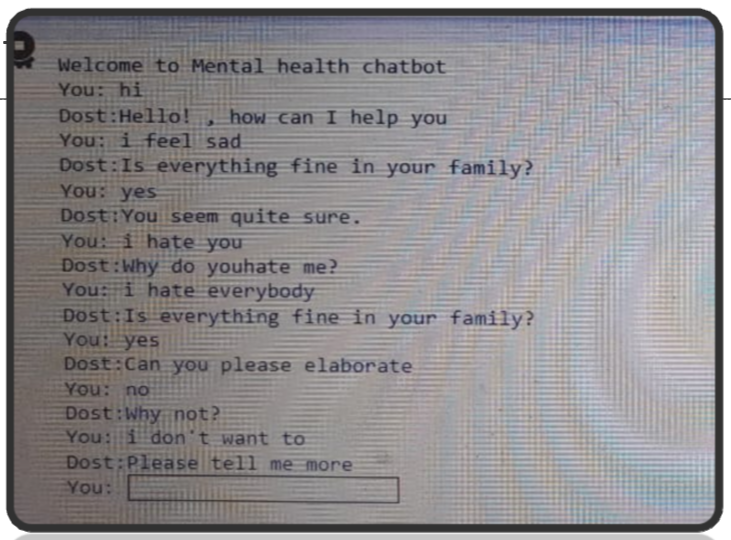 Welcome to Mental health chatbot
You: hi
Dost:Hello! , how can I help you
You: i feel sad
Dost:Is everything fine in your family?
You: yes
Dost:You seem quite sure.
You: i hate you
Dost:Why do youhate me?
You: i hate everybody
Dost:Is everything fine in your family?
You: yes
Dost:Can you please elaborate
You: no
Dost:Why not?
You: i don't want to
Dost:Please tell me more
You: